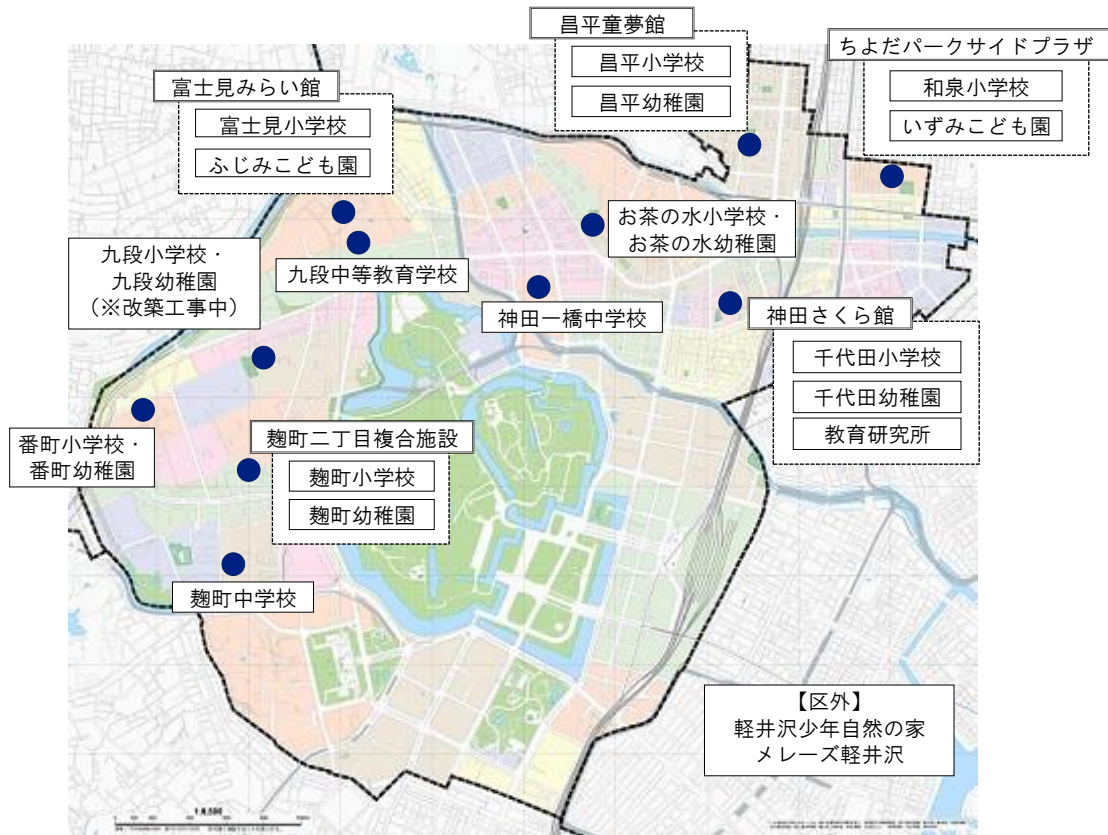 昌平童夢館
昌平小学校
昌平幼稚園
ちよだパークサイドプラザ
和泉小学校
いずみこども園
富士見みらい館
富士見小学校
ふじみこども園
お茶の水小学校・
お茶の水幼稚園
九段小学校・
九段幼稚園
（※改築工事中）
九段中等教育学校
神田一橋中学校
神田さくら館
千代田小学校
千代田幼稚園
教育研究所
番町小学校・
番町幼稚園
麹町二丁目複合施設
麹町小学校
麹町幼稚園
麹町中学校
【区外】
軽井沢少年自然の家
メレーズ軽井沢